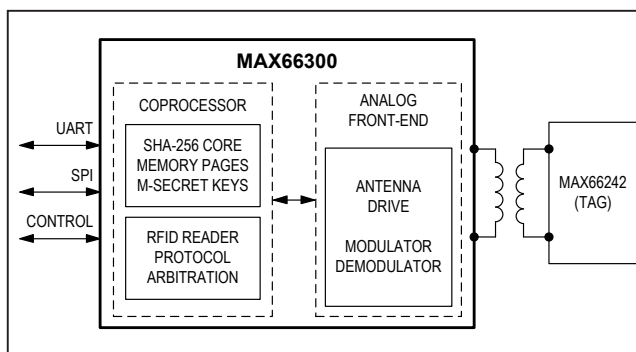 MAX66300
COPROCESSOR
SHA-256 CORE
MEMORY PAGES
M-SECRET KEYS
RFID READER
PROTOCOL
ARBITRATION
ANALOG
FRONT-END
ANTENNA
DRIVE
MODULATOR
DEMODULATOR
UART
SPI
CONTROL
MAX66242
(TAG)